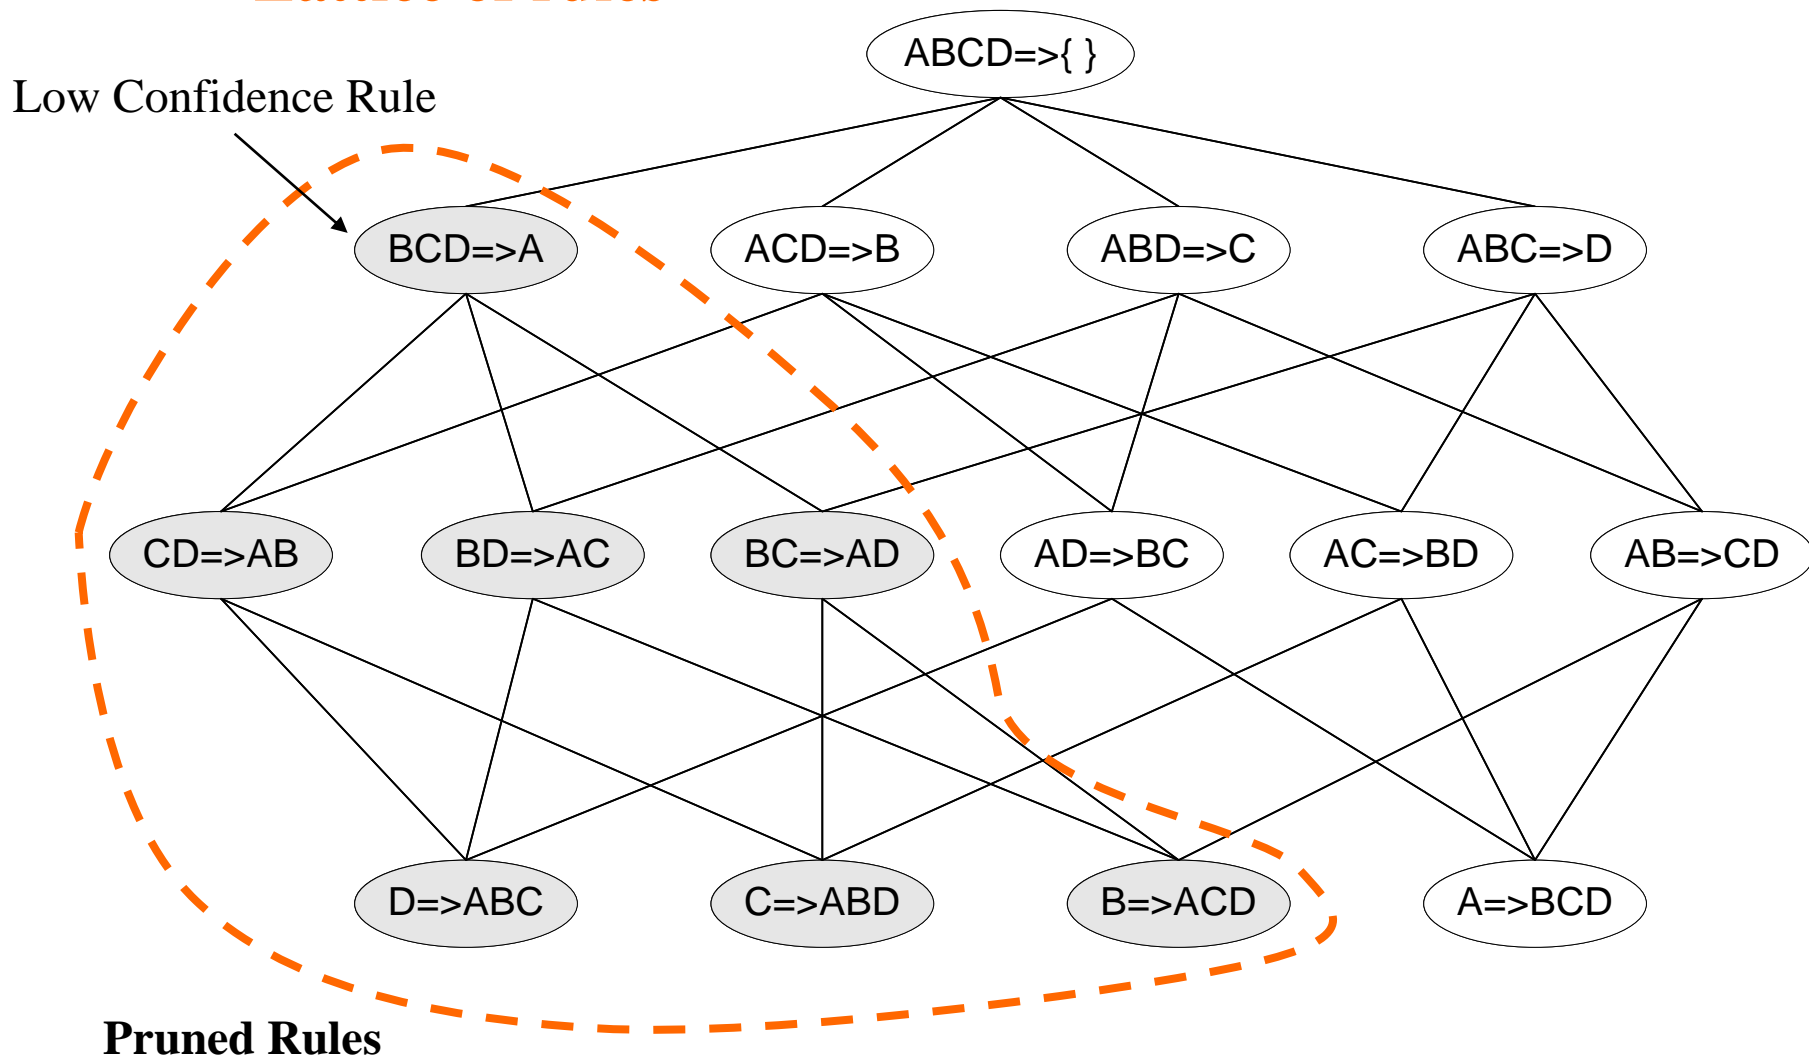 ABCD=>{ }
Low Confidence Rule
BCD=>A
ACD=>B
ABD=>C
ABC=>D
CD=>AB
BD=>AC
BC=>AD
AD=>BC
AC=>BD
AB=>CD
D=>ABC
C=>ABD
B=>ACD
A=>BCD
Pruned Rules